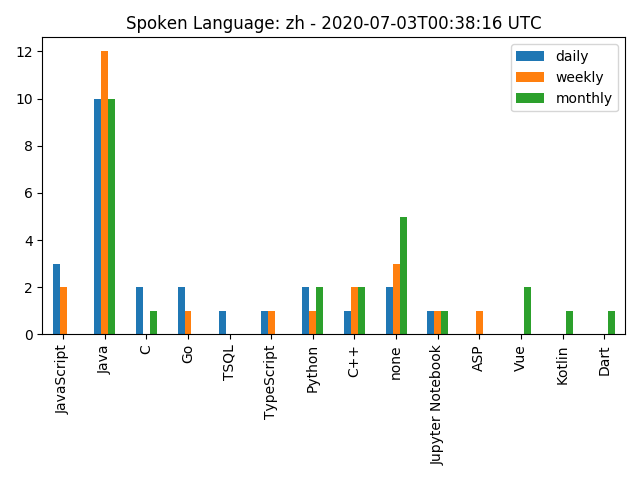 Spoken Language: zh - 2020-07-03T00:38:16 UTC
daily
weekly
monthly
12
10
8
6
4
2
0
JavaScript
Java
C
Go
TSQL
TypeScript
Python
C++
none
Jupyter Notebook
ASP
Vue
Kotlin
Dart